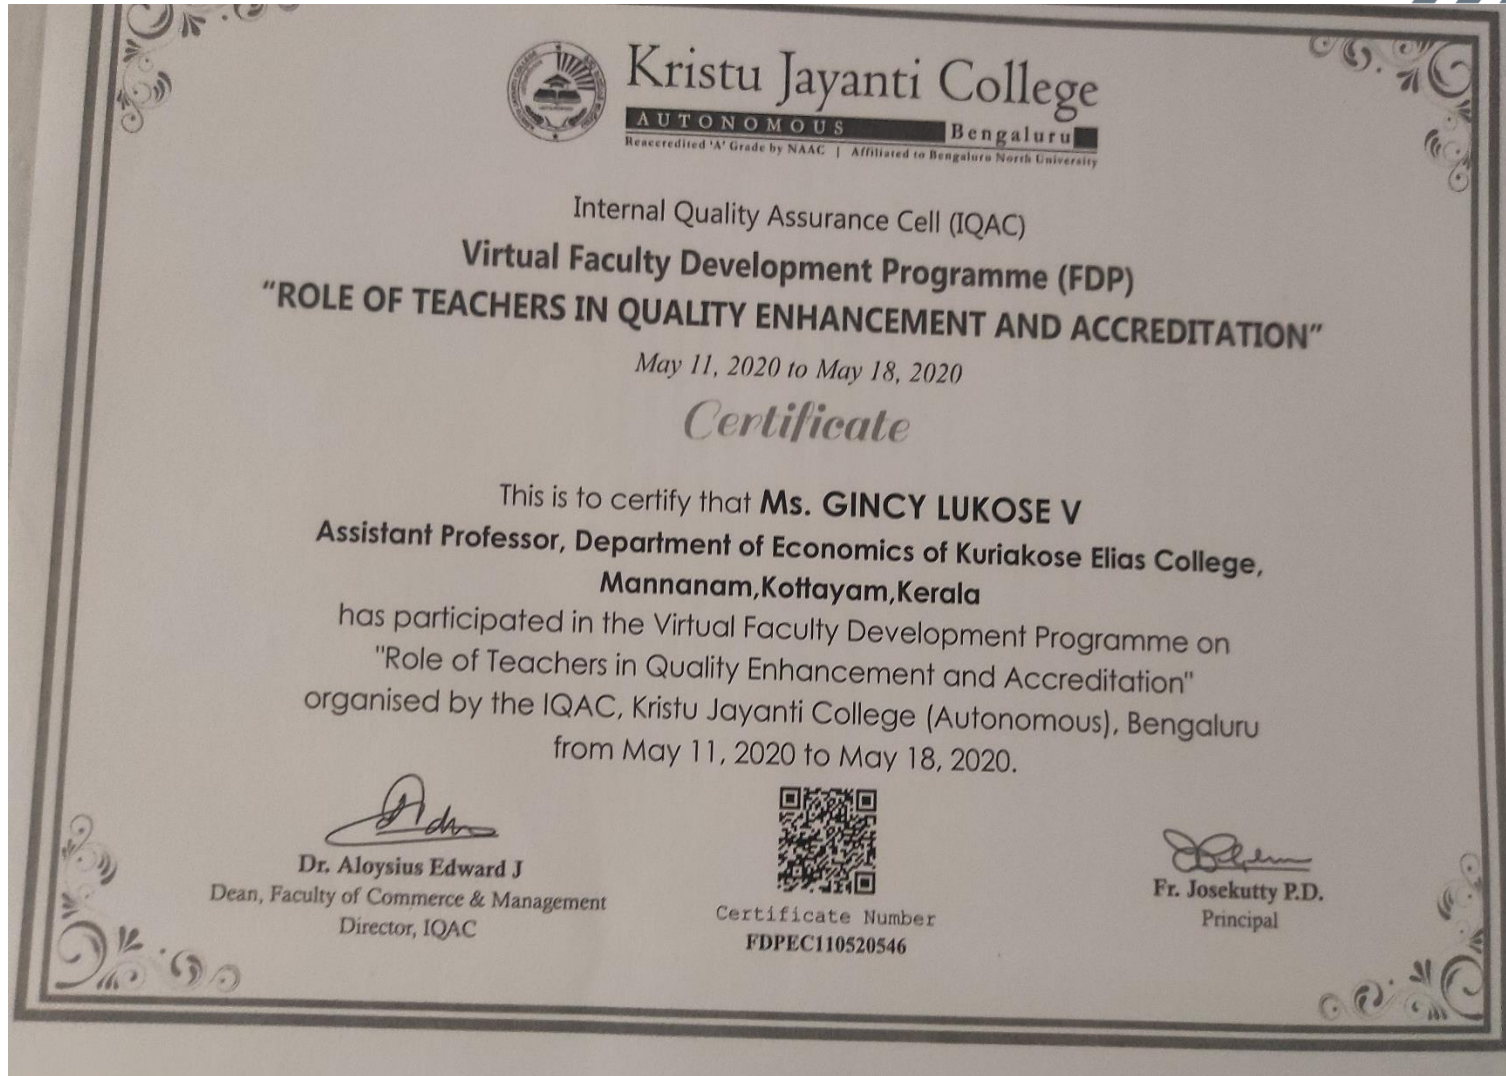 Kristu Jayanti College
AUTONOMOUS Bengaluru
Reaccredited 'A' Grade by NAAC | Affiliated to Bengaluru North University
Internal Quality Assurance Cell (IQAC)
Virtual Faculty Development Programme (FDP)
"ROLE OF TEACHERS IN QUALITY ENHANCEMENT AND ACCREDITATION"
May 11, 2020 to May 18, 2020
Certificate
This is to certify that Ms. GINCY LUKOSE V
Assistant Professor, Department of Economics of Kuriakose Elias College,
Mannanam,Kottayam,Kerala
has participated in the Virtual Faculty Development Programme on
"Role of Teachers in Quality Enhancement and Accreditation"
organised by the IQAC, Kristu Jayanti College (Autonomous), Bengaluru
from May 11, 2020 to May 18, 2020.
Dr. Aloysius Edward J
Dean, Faculty of Commerce & Management
Director, IQAC
Certificate Number
FDPEC110520546
Fr. Josekutty P.D.
Principal